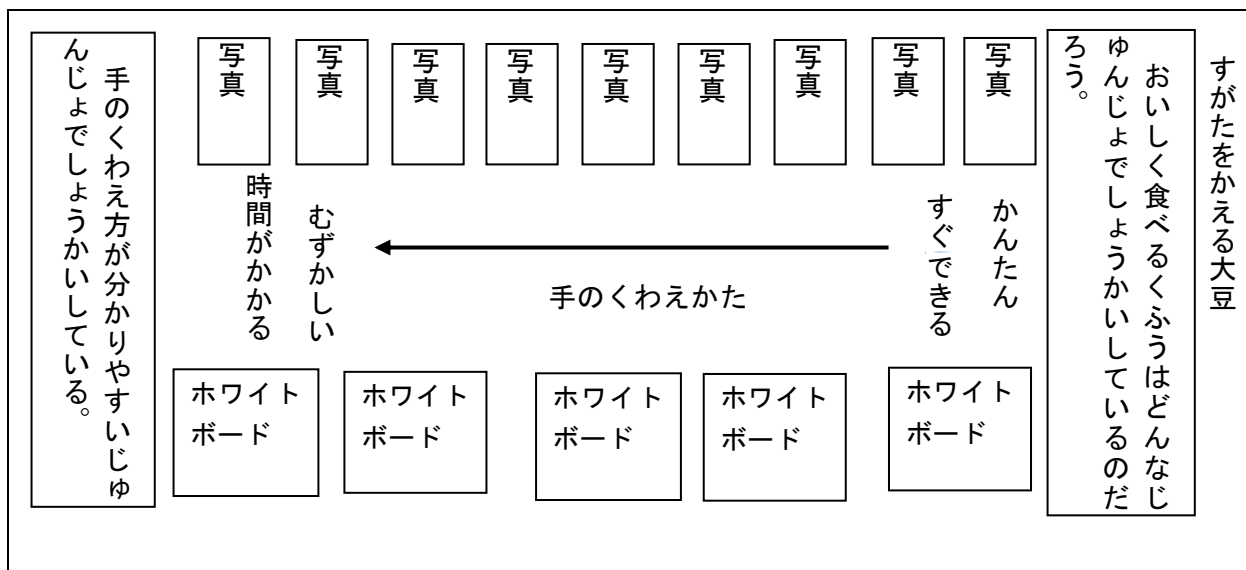 すがたをかえる大豆
おいしく食べるくふうはどんなじ
ゅんじょでしょうかいしているのだ
ろう。
写真
写真
写真
写真
写真
写真
写真
写真
写真
かんたん
すぐできる
手のくわえかた
むずかしい
時間がかかる
ホワイト
ボード
ホワイト
ボード
ホワイト
ボード
ホワイト
ボード
ホワイト
ボード
手のくわえ方が分かりやすいじゅ
んじょでしょうかいしている。